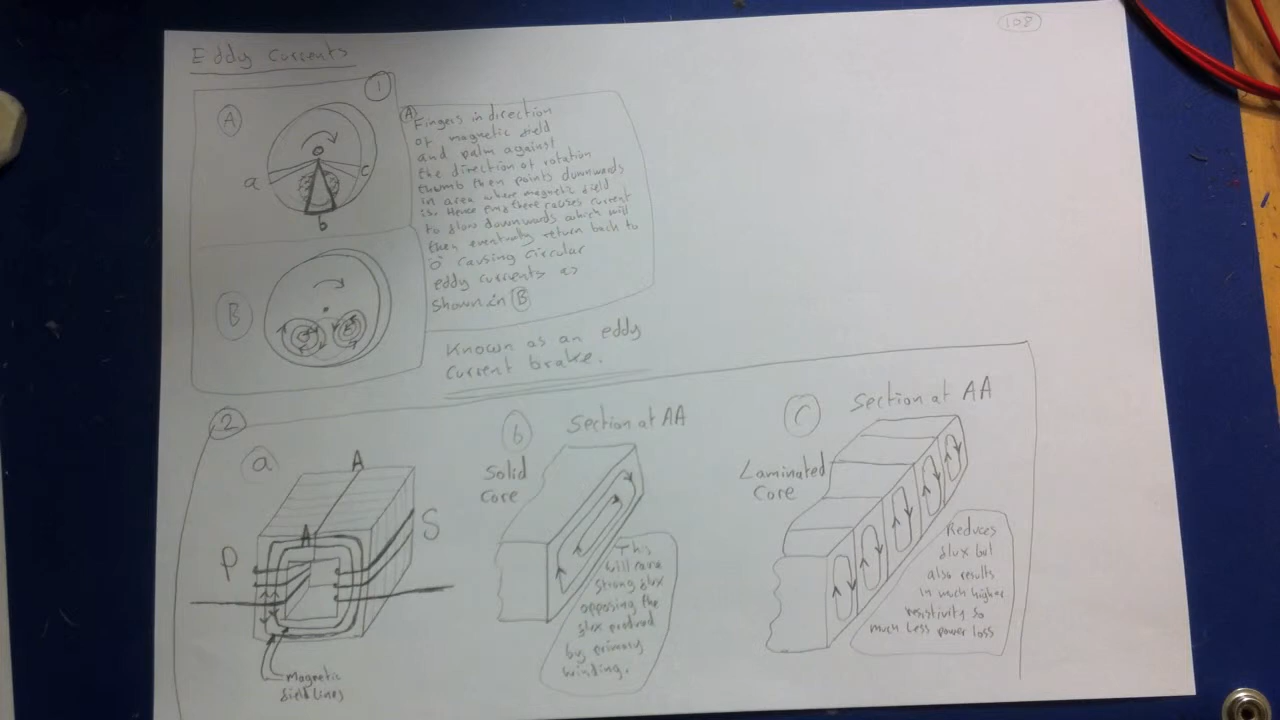 108
Eddy Currents
1
A
a
b
c
A
Fingers in direction
of magnetic field
and palm against
the direction of rotation
thumb then points downwards
in area where magnetic field
is. Hence emf there causes current
to flow downwards which will
then eventually return back to
'o' causing circular
eddy currents as
shown in B
B
Known as an eddy
current brake.
2
a
A
A
P
S
Magnetic
field lines
b
Section at AA
Solid
Core
This
will cause
strong flux
opposing the
flux produced
by primary
winding.
C
Section at AA
Laminated
Core
Reduces
flux but
also results
in much higher
resistivity so
much less power loss